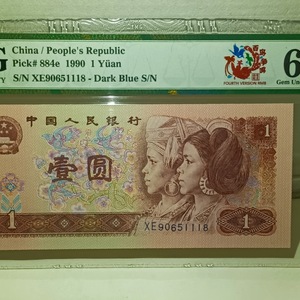 China / People's Republic
Pick# 884e 1990 1 Yüan
S/N XE90651118 - Dark Blue S/N
FOURTH VERSION RMB
6
Gem Un
中国人民银行
壹圆
1
1
XE90651118